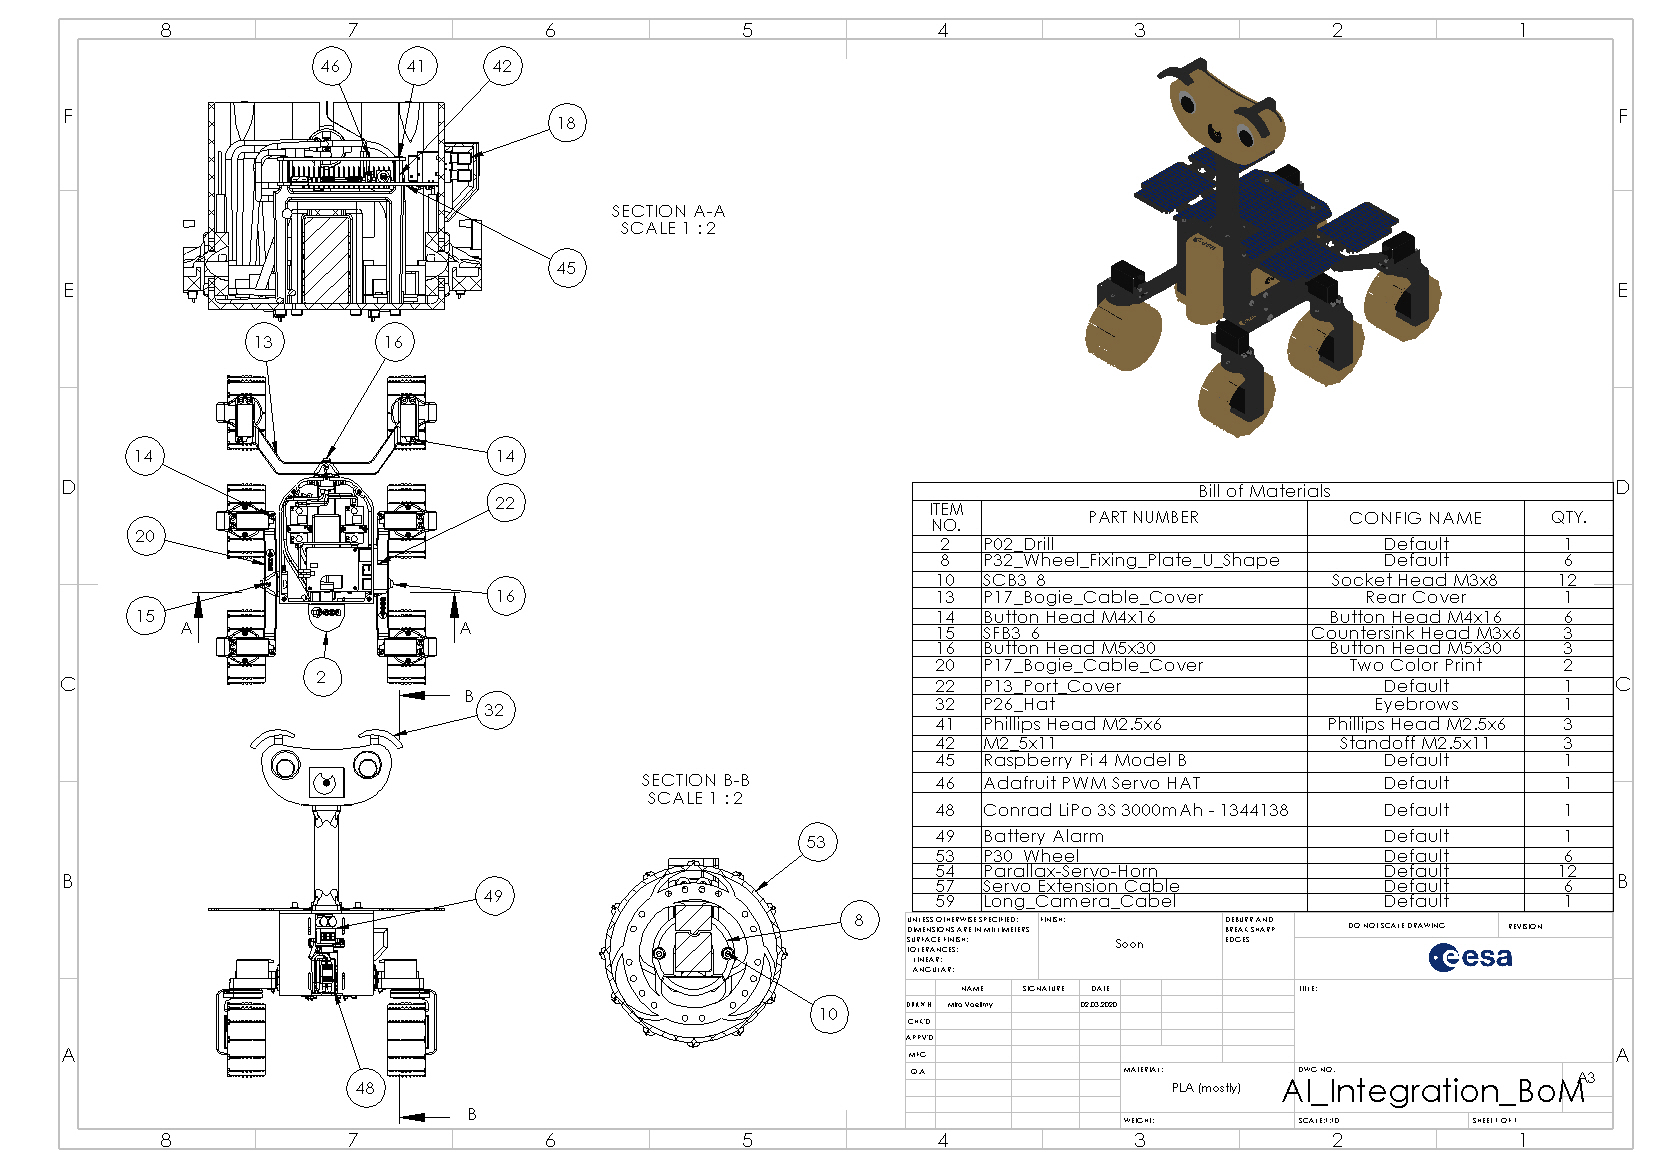 8 7 6 5 4 3 2 1
F F
E E
D D
C C
B B
A A
46 41 42
18
45
SECTION A-A
SCALE 1 : 2
13 16
14 14
22
20
15 16
A A
2
B
32
49
48
B
SECTION B-B
SCALE 1 : 2
53
8
10
Bill of Materials
ITEM NO. PART NUMBER CONFIG NAME QTY.
2 P02_Drill Default 1
8 P32_Wheel_Fixing_Plate_U_Shape Default 6
10 SCB3_8 Socket Head M3x8 12
13 P17_Bogie_Cable_Cover Rear Cover 1
14 Button Head M4x16 Button Head M4x16 6
15 SFB3_6 Countersink Head M3x6 3
16 Button Head M5x30 Button Head M5x30 3
20 P17_Bogie_Cable_Cover Two Color Print 2
22 P13_Port_Cover Default 1
32 P26_Hat Eyebrows 1
41 Phillips Head M2.5x6 Phillips Head M2.5x6 3
42 M2_5x11 Standoff M2.5x11 3
45 Raspberry Pi 4 Model B Default 1
46 Adafruit PWM Servo HAT Default 1
48 Conrad LiPo 3S 3000mAh - 1344138 Default 1
49 Battery Alarm Default 1
53 P30_Wheel Default 6
54 Parallax-Servo-Horn Default 12
57 Servo Extension Cable Default 6
59 Long_Camera_Cabel Default 1
UNLESS OTHERWISE SPECIFIED:
DIMENSIONS ARE IN MILLIMETERS
SURFACE FINISH:
TOLERANCES:
LINEAR:
ANGULAR:
FINISH:
Soon
DEBURR AND
BREAK SHARP
EDGES
DO NOT SCALE DRAWING
REVISION
esa
NAME SIGNATURE DATE
DRAWN 02.03.2020
CHK'D
APPV'D
MFG
Q.A
TITLE:
MATERIAL:
PLA (mostly)
WEIGHT:
DWG NO.
AI_Integration_BoM
A3
SCALE:1:10
SHEET 1 OF 1
8 7 6 5 4 3 2 1